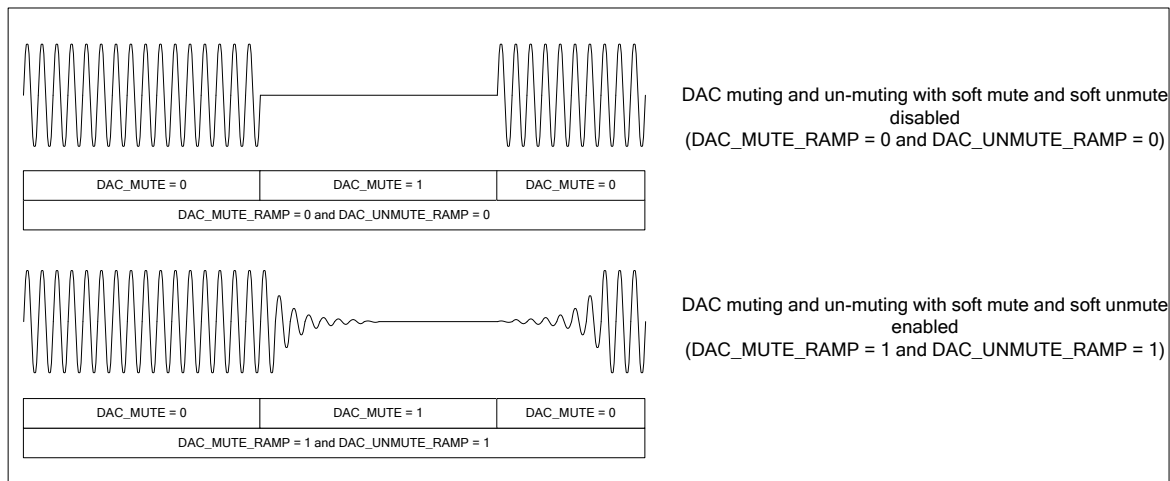 DAC muting and un-muting with soft mute and soft unmute
disabled
(DAC_MUTE_RAMP = 0 and DAC_UNMUTE_RAMP = 0)
DAC_MUTE = 0
DAC_MUTE = 1
DAC_MUTE = 0
DAC_MUTE_RAMP = 0 and DAC_UNMUTE_RAMP = 0
DAC muting and un-muting with soft mute and soft unmute
enabled
(DAC_MUTE_RAMP = 1 and DAC_UNMUTE_RAMP = 1)
DAC_MUTE = 0
DAC_MUTE = 1
DAC_MUTE = 0
DAC_MUTE_RAMP = 1 and DAC_UNMUTE_RAMP = 1